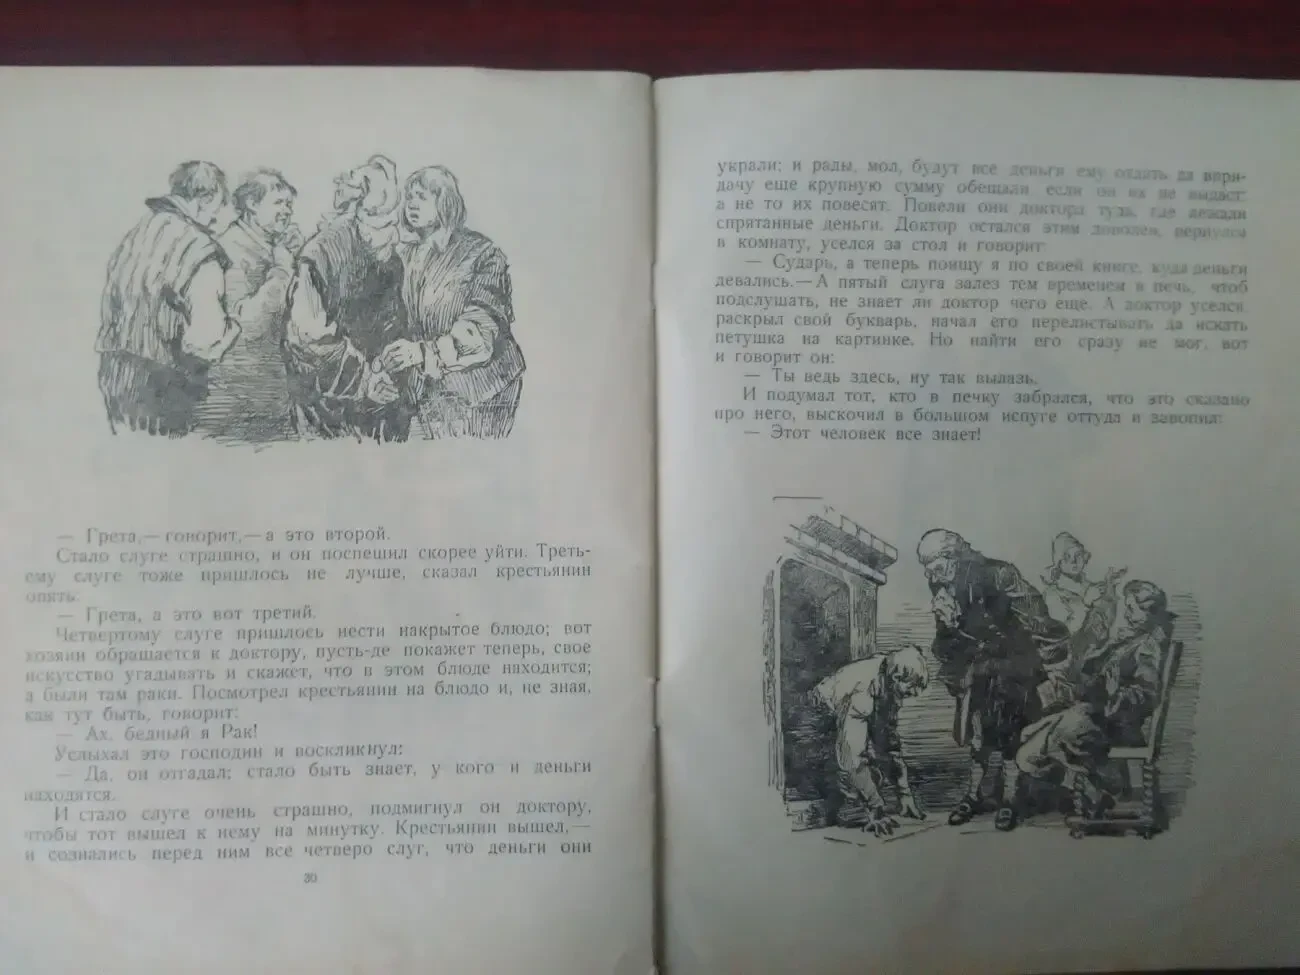 — Грета,— говорит,— а это второй.
Стало слуге страшно, и он поспешил скорее уйти. Треть-
ему слуге тоже пришлось не лучше, сказал крестьянин
опять:
— Грета, а это вот третий.
Четвертому слуге пришлось нести накрытое блюдо; вот
хозяин обращается к доктору, пусть-де покажет теперь, свое
искусство угадывать и скажет, что в этом блюде находится;
а были там раки. Посмотрел крестьянин на блюдо и, не зная,
как тут быть, говорит:
— Ах, бедный я Рак!
Услыхал это господин и воскликнул:
— Да, он отгадал; стало быть знает, у кого и деньги
находятся.
И стало слуге очень страшно, подмигнул он доктору,
чтобы тот вышел к нему на минутку. Крестьянин вышел,—
и сознались перед ним все четверо слуг, что деньги они
30
украли; и рады, мол, будут все деньги ему отдать да впри-
дачу еще крупную сумму обещали если он их не выдаст:
а не то их повесят. Повели они доктора туда, где лежали
спрятанные деньги. Доктор остался этим доволен, вернулся
в комнату, уселся за стол и говорит:
— Сударь, а теперь поищу я по своей книге, куда деньги
девались.— А пятый слуга залез тем временем в печь, чтоб
подслушать, не знает ли доктор чего еще. А доктор уселся,
раскрыл свой букварь, начал его перелистывать да искать
петушка на картинке. Но найти его сразу не мог, вот
и говорит он:
— Ты ведь здесь, ну так вылазь.
И подумал тот, кто в печку забрался, что это сказано
про него, выскочил в большом испуге оттуда и завопил:
— Этот человек все знает!